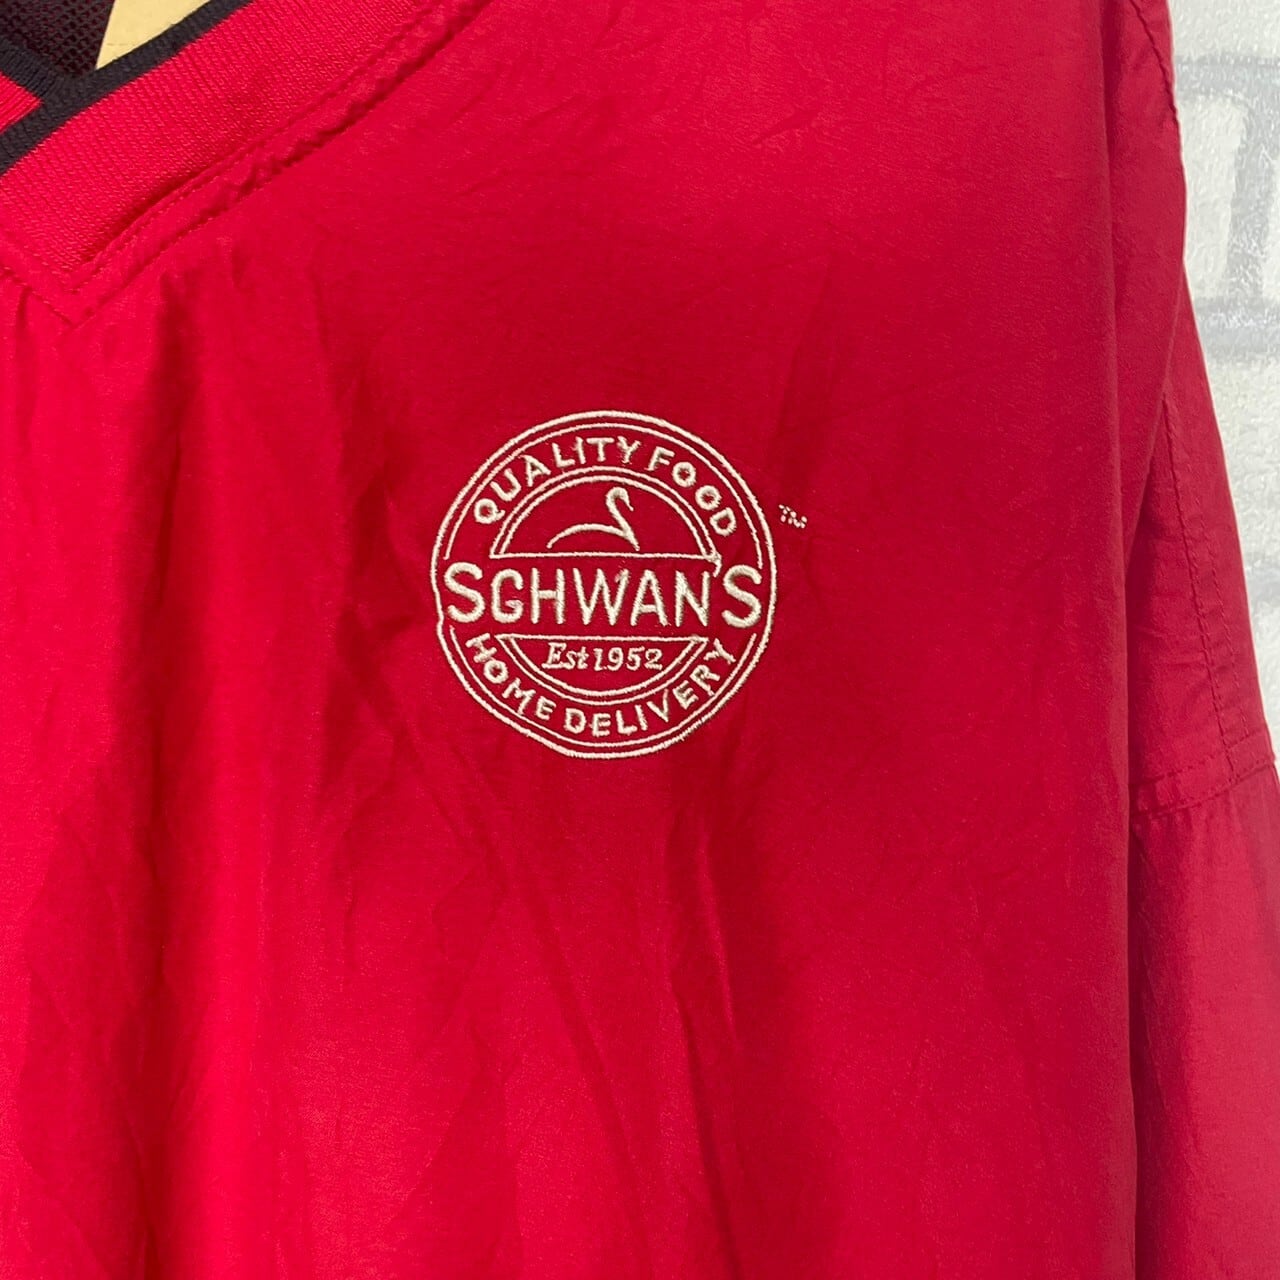 QUALITY FOOD
SCHWAN'S
Est 1952
HOME DELIVERY
TM